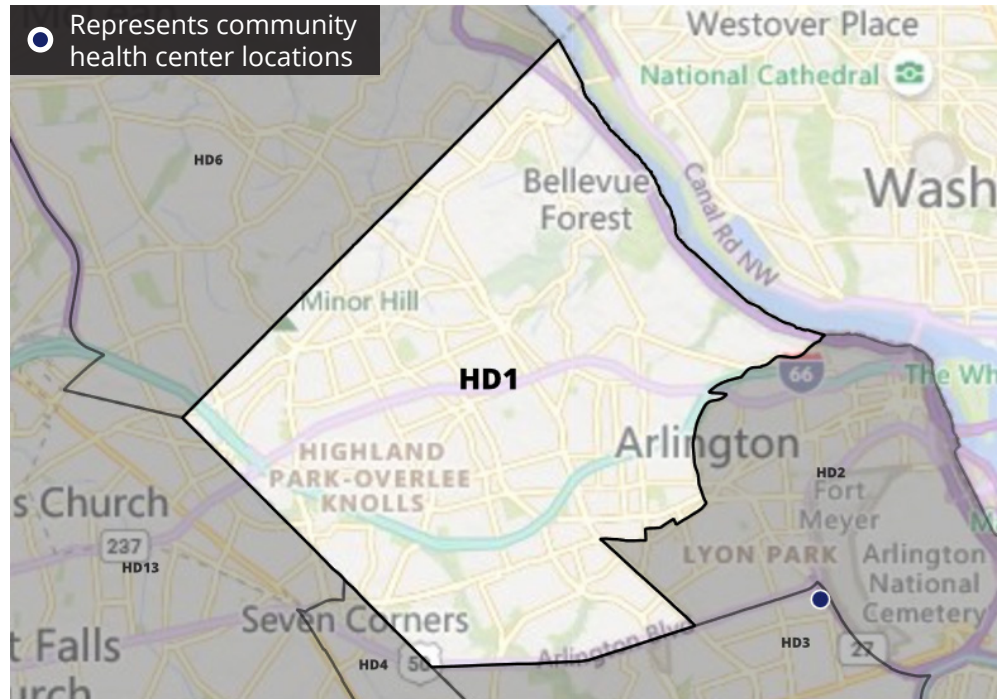 Represents community
health center locations
Westover Place
National Cathedral
HD6
Wash
Bellevue
Forest
Canal Rd NW
Minor Hill
HD1
66
The Wh
HIGHLAND
PARK-OVERLEE
KNOLLS
Arlington
HD2
Fort
Meyer
s Church
237
HD13
LYON PARK
Arlington
National
Cemetery
M
Seven Corners
t Falls
urch
HD4
50
Arlington Blvd
HD3
27